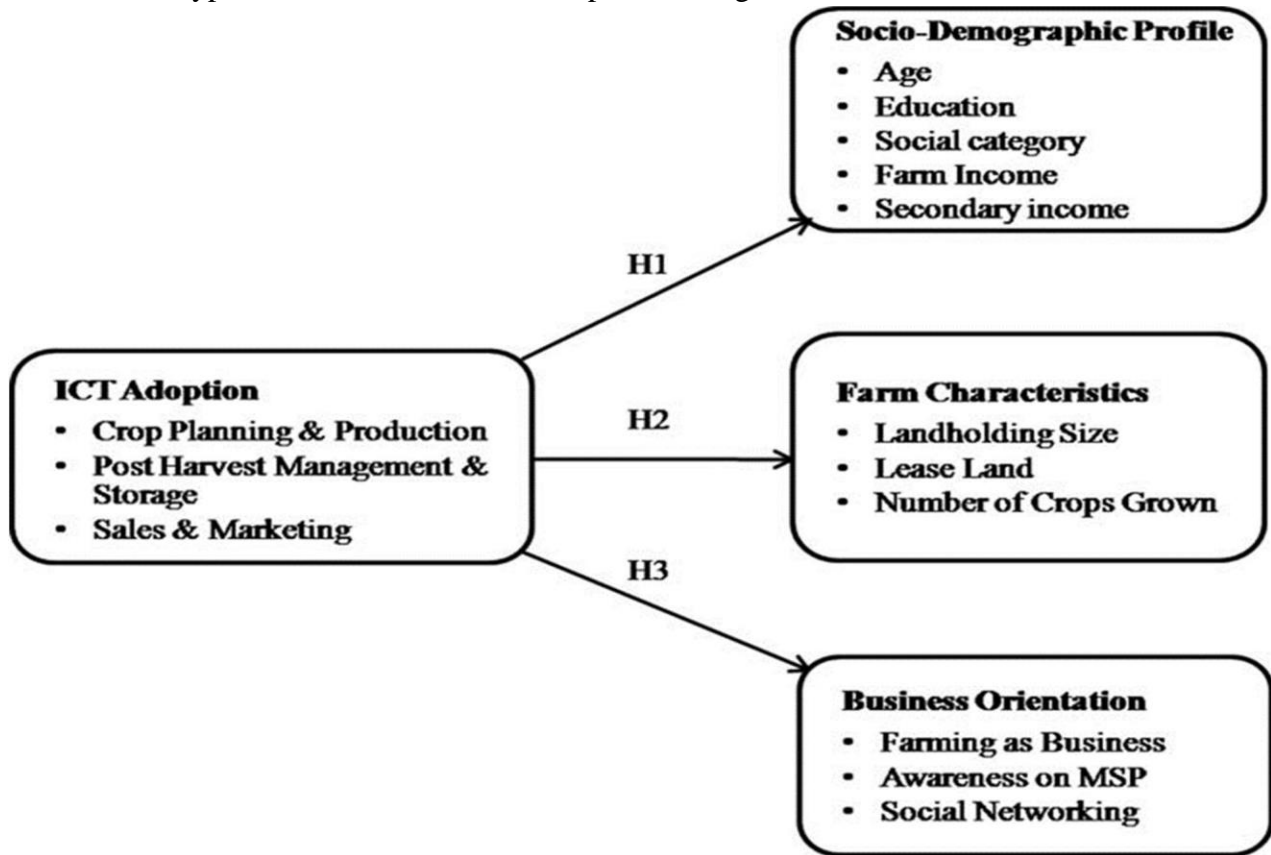 Socio-Demographic Profile
• Age
• Education
• Social category
• Farm Income
• Secondary income
H1
ICT Adoption
• Crop Planning & Production
• Post Harvest Management &
Storage
• Sales & Marketing
H2
Farm Characteristics
• Landholding Size
• Lease Land
• Number of Crops Grown
H3
Business Orientation
• Farming as Business
• Awareness on MSP
• Social Networking